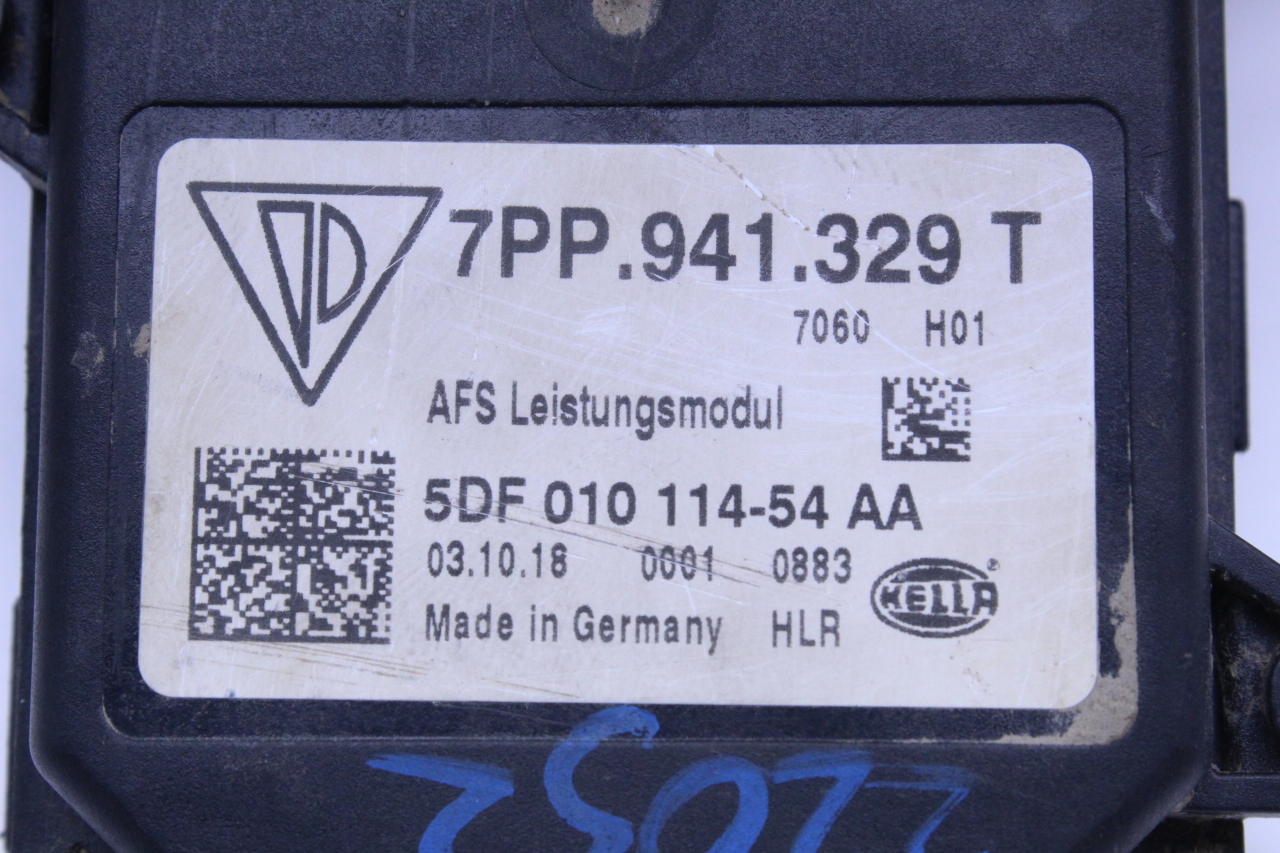 7PP.941.329 T
7060 H01
AFS Leistungsmodul
5DF 010 114-54 AA
03.10.18 0001 0883
HELLA®
Made in Germany HLR